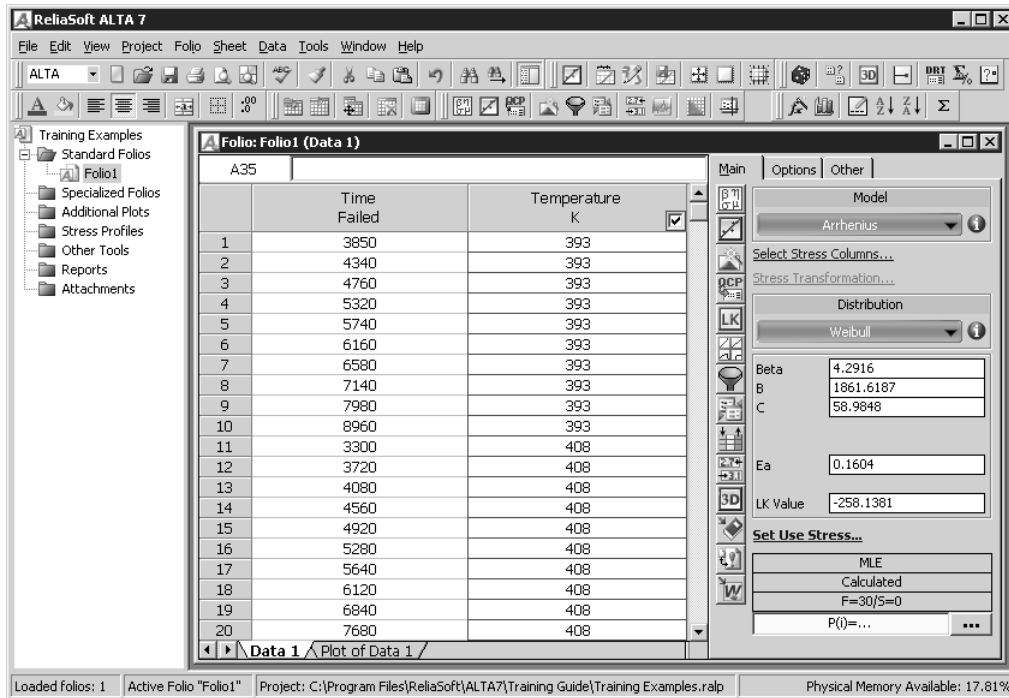 ReliaSoft ALTA 7
File Edit View Project Folio Sheet Data Tools Window Help
ALTA
Training Examples
Standard Folios
Folio1
Specialized Folios
Additional Plots
Stress Profiles
Other Tools
Reports
Attachments
Folio: Folio1 (Data 1)
A35
Time Failed Temperature K
1 3850 393
2 4340 393
3 4760 393
4 5320 393
5 5740 393
6 6160 393
7 6580 393
8 7140 393
9 7980 393
10 8960 393
11 3300 408
12 3720 408
13 4080 408
14 4560 408
15 4920 408
16 5280 408
17 5640 408
18 6120 408
19 6840 408
20 7680 408
Data 1 Plot of Data 1
Main Options Other
Model
Arrhenius
Select Stress Columns...
Stress Transformation...
Distribution
Weibull
Beta 4.2916
B 1861.6187
C 58.9848
Ea 0.1604
LK Value -258.1381
Set Use Stress...
MLE
Calculated
F=30/S=0
P(i)=... ...
QCP
LK
3D
Loaded folios: 1 Active Folio "Folio1" Project: C:\Program Files\ReliaSoft\ALTA7\Training Guide\Training Examples.ralp Physical Memory Available: 17.81%